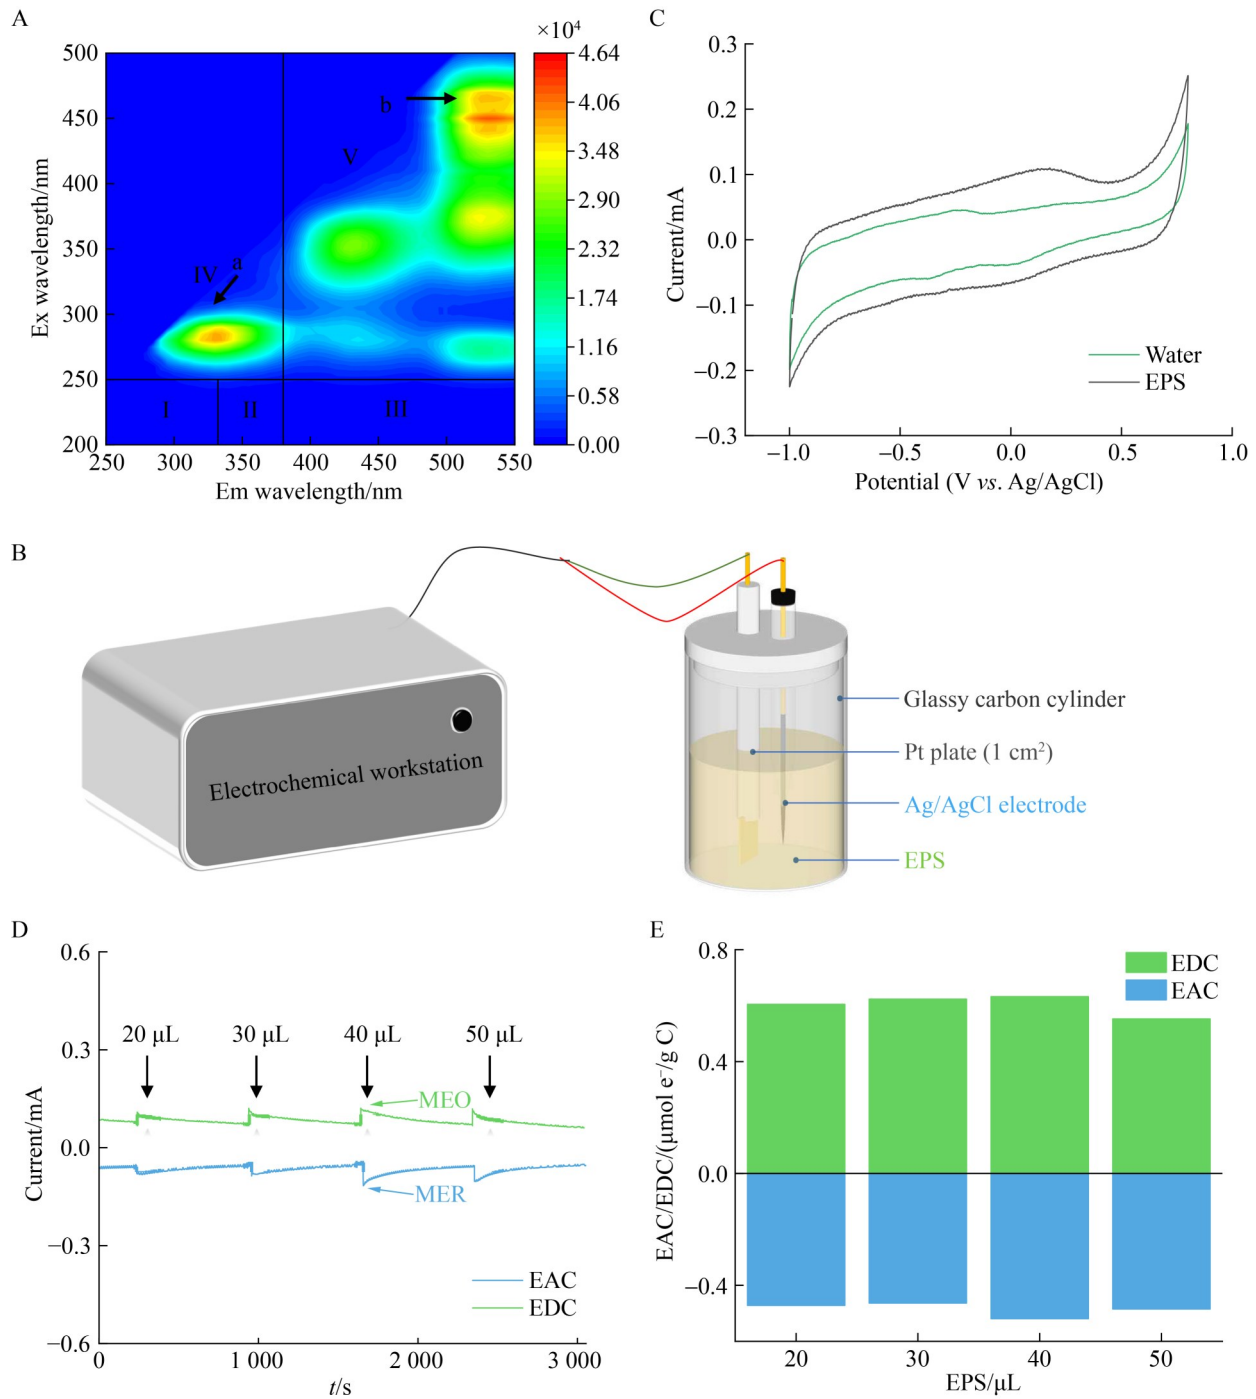 A
×10⁴
500
450
400
350
300
250
200
Ex wavelength/nm
b
V
IV
a
I
II
III
250
300
350
400
450
500
550
Em wavelength/nm
4.64
4.06
3.48
2.90
2.32
1.74
1.16
0.58
0.00
C
0.3
0.2
0.1
0.0
−0.1
−0.2
−0.3
Current/mA
Water
EPS
−1.0
−0.5
0.0
0.5
1.0
Potential (V vs. Ag/AgCl)
B
Electrochemical workstation
Glassy carbon cylinder
Pt plate (1 cm²)
Ag/AgCl electrode
EPS
D
0.6
0.3
0.0
−0.3
−0.6
Current/mA
20 μL
30 μL
40 μL
50 μL
MEO
MER
EAC
EDC
0
1 000
2 000
3 000
t/s
E
0.8
0.4
0.0
−0.4
EAC/EDC/(μmol e⁻/g C)
EDC
EAC
20
30
40
50
EPS/μL